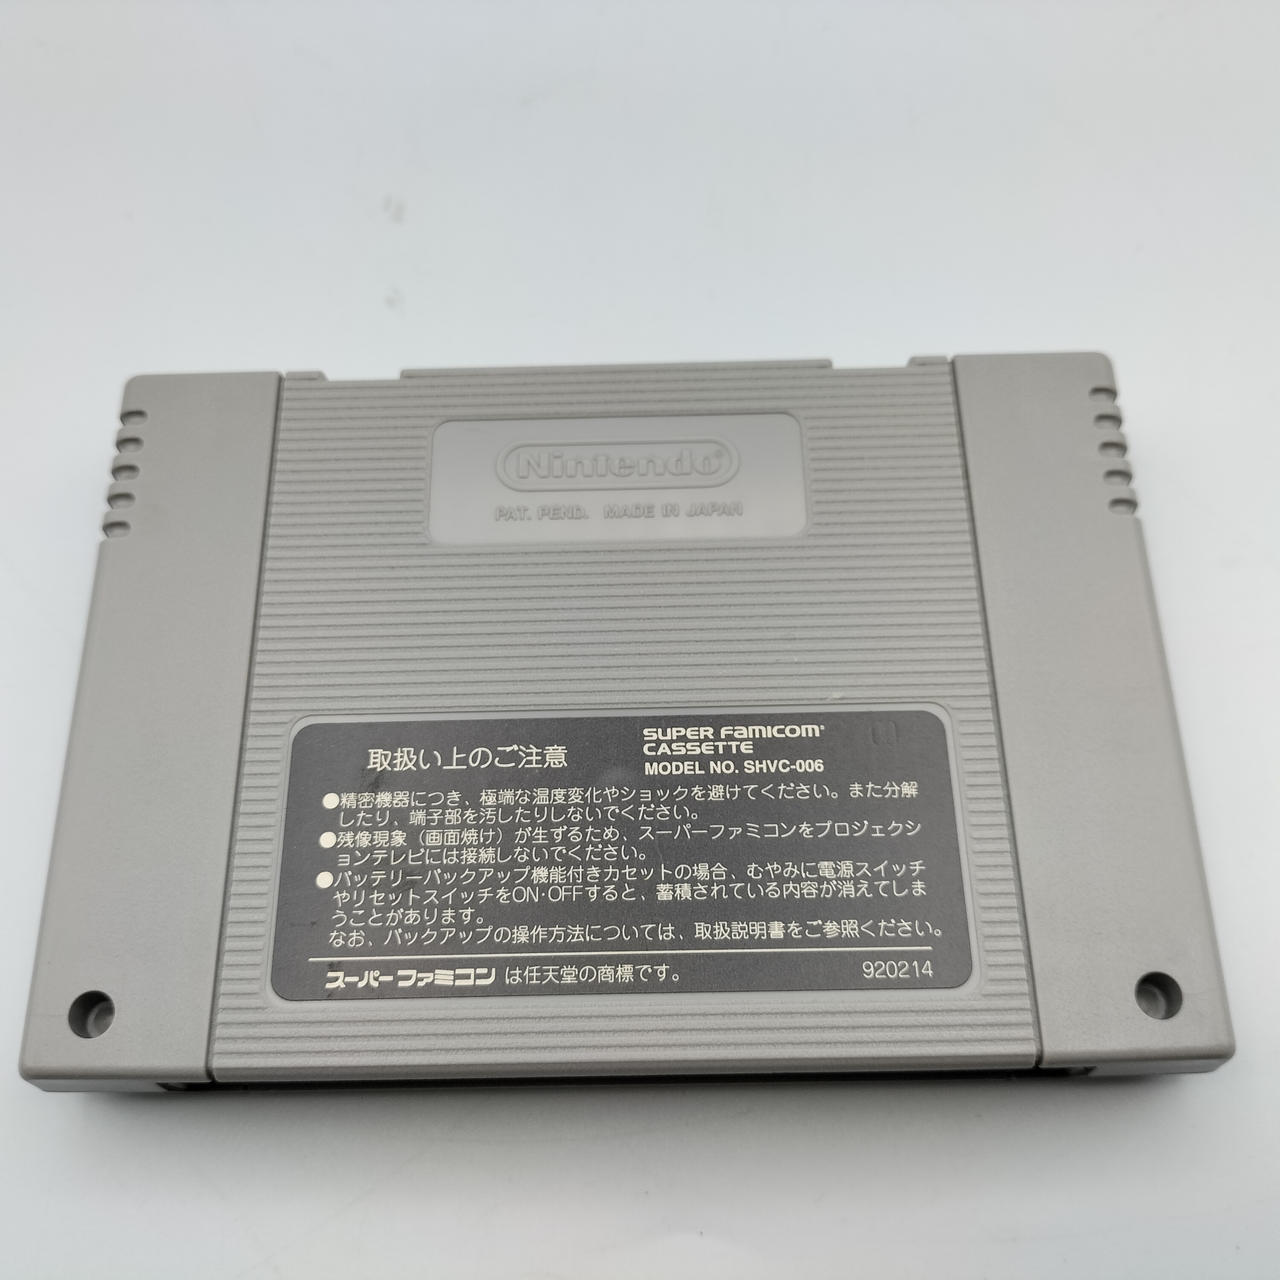 Nintendo®
PAT. PEND. MADE IN JAPAN
取扱い上のご注意
SUPER FAMICOM®
CASSETTE
MODEL NO. SHVC-006
●精密機器につき、極端な温度変化やショックを避けてください。また分解
したり、端子部を汚したりしないでください。
●残像現象（画面焼け）が生ずるため、スーパーファミコンをプロジェクシ
ョンテレビには接続しないでください。
●バッテリーバックアップ機能付きカセットの場合、むやみに電源スイッチ
やリセットスイッチをON・OFFすると、蓄積されている内容が消えてしま
うことがあります。
なお、バックアップの操作方法については、取扱説明書をご参照ください。
スーパーファミコン は任天堂の商標です。
920214